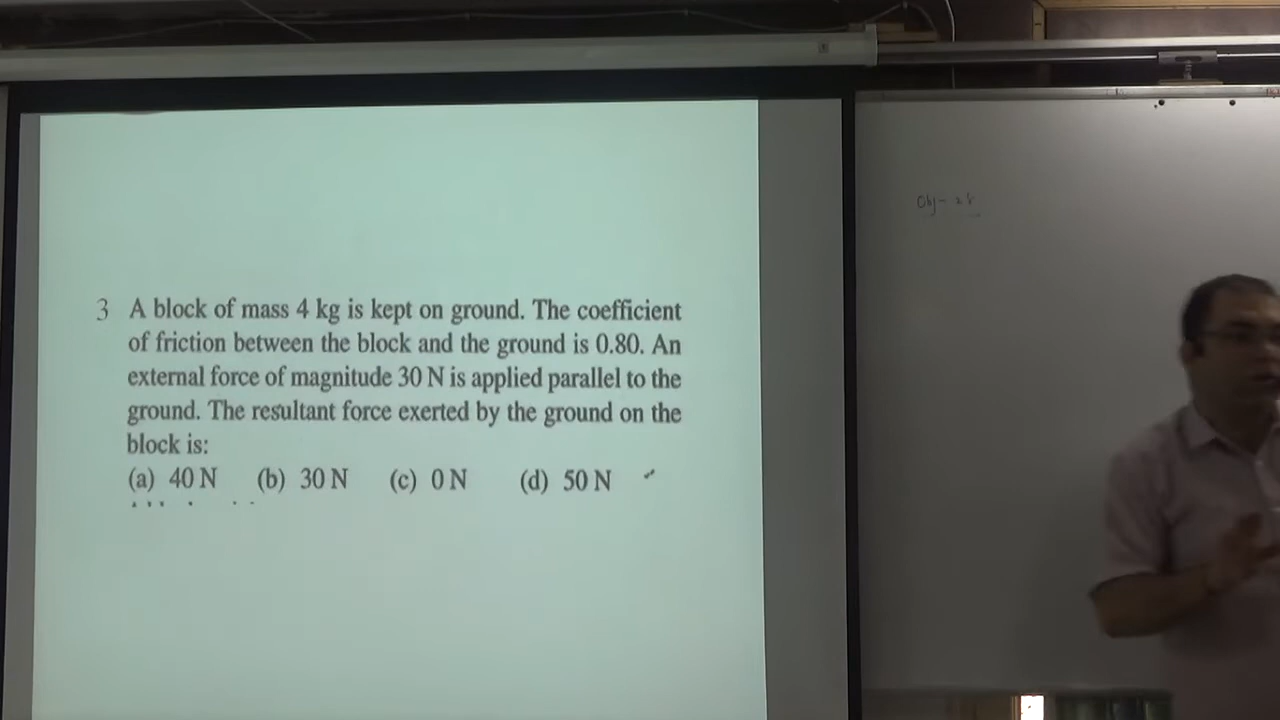 3 A block of mass 4 kg is kept on ground. The coefficient
of friction between the block and the ground is 0.80. An
external force of magnitude 30 N is applied parallel to the
ground. The resultant force exerted by the ground on the
block is:
(a) 40 N (b) 30 N (c) 0 N (d) 50 N